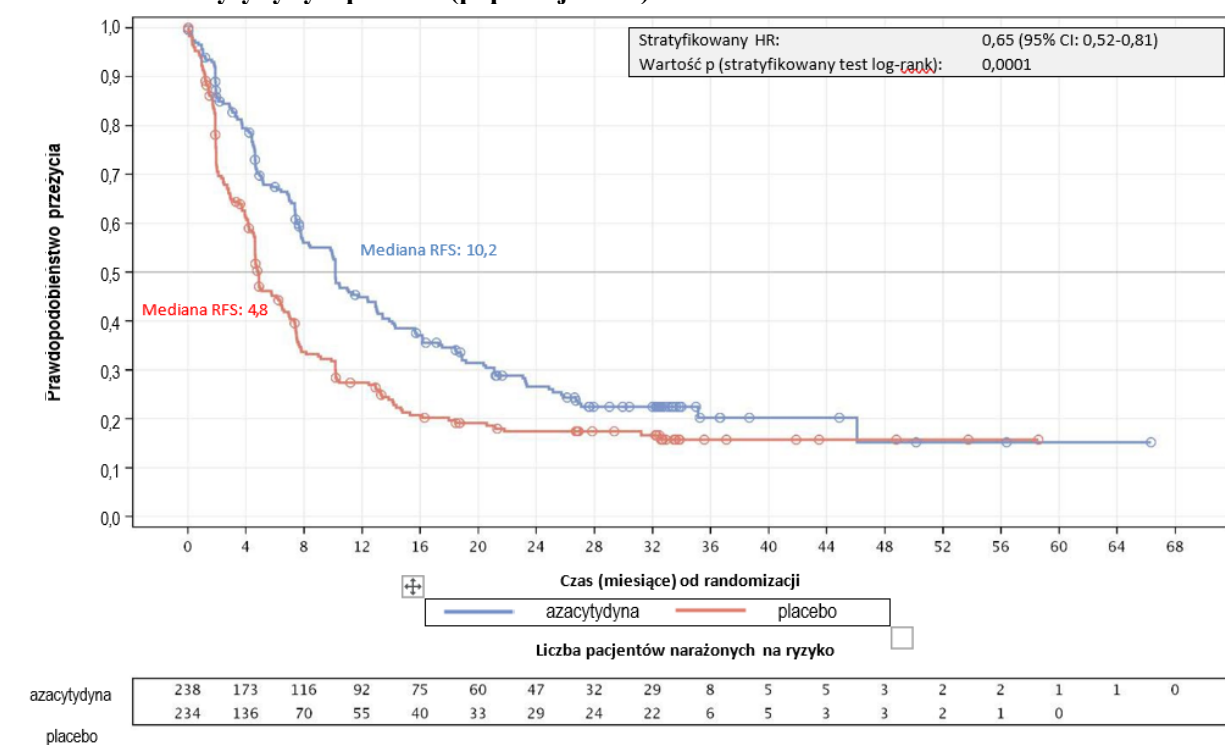 Stratyfikowany HR: 0,65 (95% CI: 0,52-0,81)
Wartość p (stratyfikowany test log-rank): 0,0001
1,0
0,9
0,8
0,7
0,6
0,5
0,4
0,3
0,2
0,1
0,0
Prawdopodobieństwo przeżycia
Mediana RFS: 10,2
Mediana RFS: 4,8
0 4 8 12 16 20 24 28 32 36 40 44 48 52 56 60 64 68
Czas (miesiące) od randomizacji
azacytydyna placebo
Liczba pacjentów narażonych na ryzyko
azacytydyna 238 173 116 92 75 60 47 32 29 8 5 5 3 2 2 1 1 0
placebo 234 136 70 55 40 33 29 24 22 6 5 3 3 2 1 0